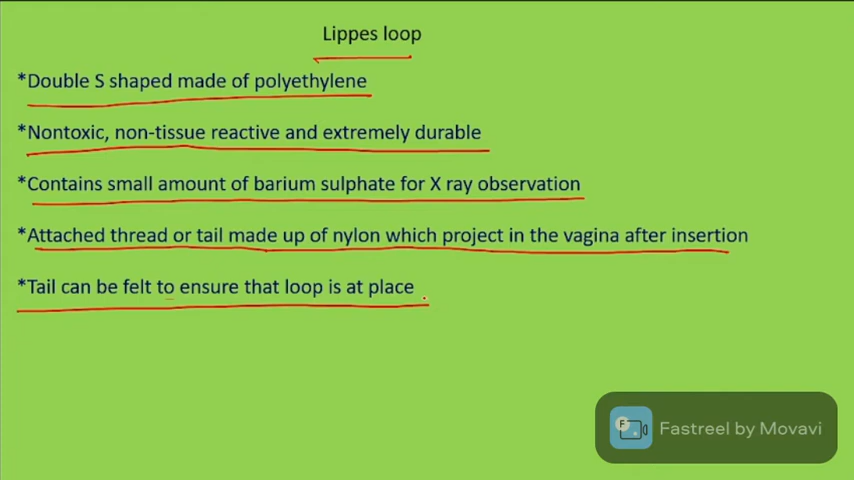 Lippes loop
*Double S shaped made of polyethylene
*Nontoxic, non-tissue reactive and extremely durable
*Contains small amount of barium sulphate for X ray observation
*Attached thread or tail made up of nylon which project in the vagina after insertion
*Tail can be felt to ensure that loop is at place
F
Fastreel by Movavi